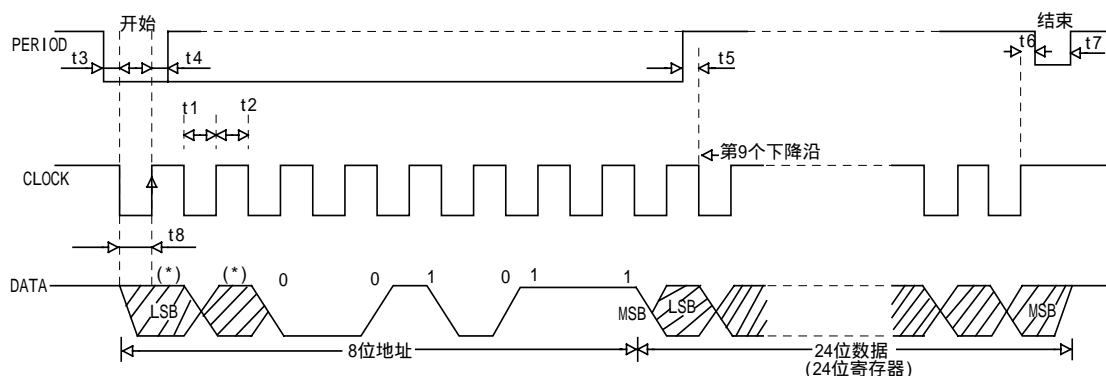 开始
结束
PERIOD
t3
t4
t5
t6
t7
t1
t2
第9个下降沿
CLOCK
t8
DATA
(*)
(*)
0
0
1
0
1
1
LSB
MSB
LSB
MSB
8位地址
24位数据
(24位寄存器)